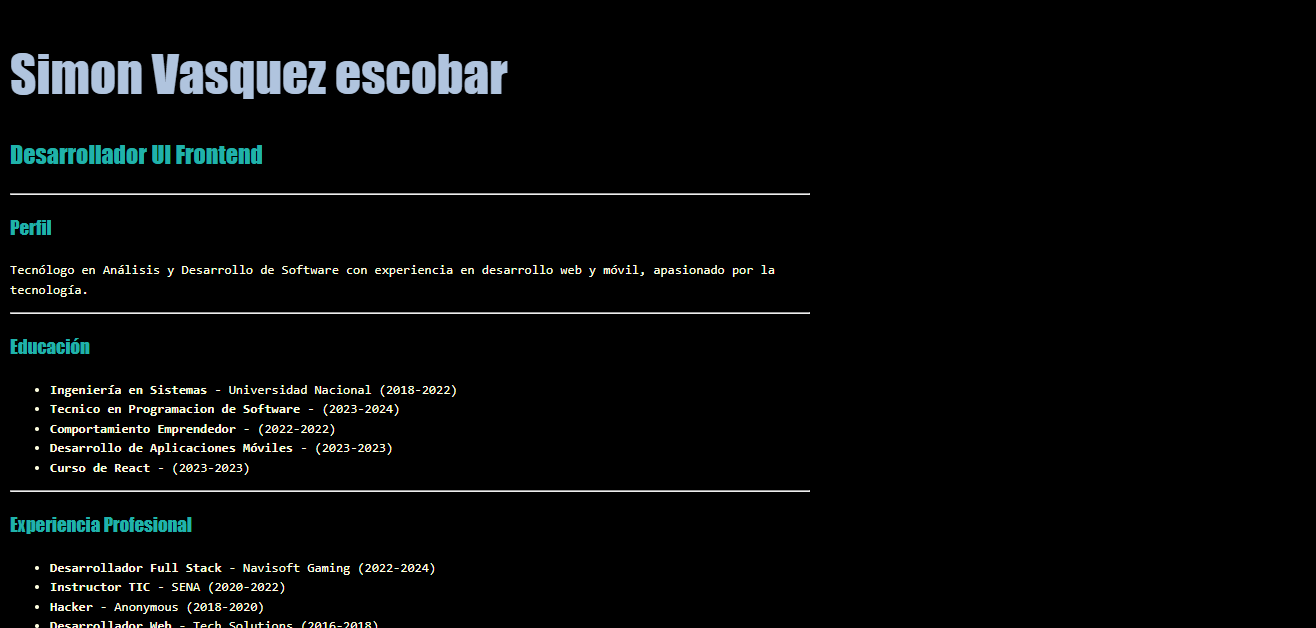 Simon Vasquez escobar
Desarrollador UI Frontend
Perfil
Tecnólogo en Análisis y Desarrollo de Software con experiencia en desarrollo web y móvil, apasionado por la
tecnología.
Educación
Ingeniería en Sistemas - Universidad Nacional (2018-2022)
Tecnico en Programacion de Software - (2023-2024)
Comportamiento Emprendedor - (2022-2022)
Desarrollo de Aplicaciones Móviles - (2023-2023)
Curso de React - (2023-2023)
Experiencia Profesional
Desarrollador Full Stack - Navisoft Gaming (2022-2024)
Instructor TIC - SENA (2020-2022)
Hacker - Anonymous (2018-2020)
Desarrollador Web - Tech Solutions (2016-2018)